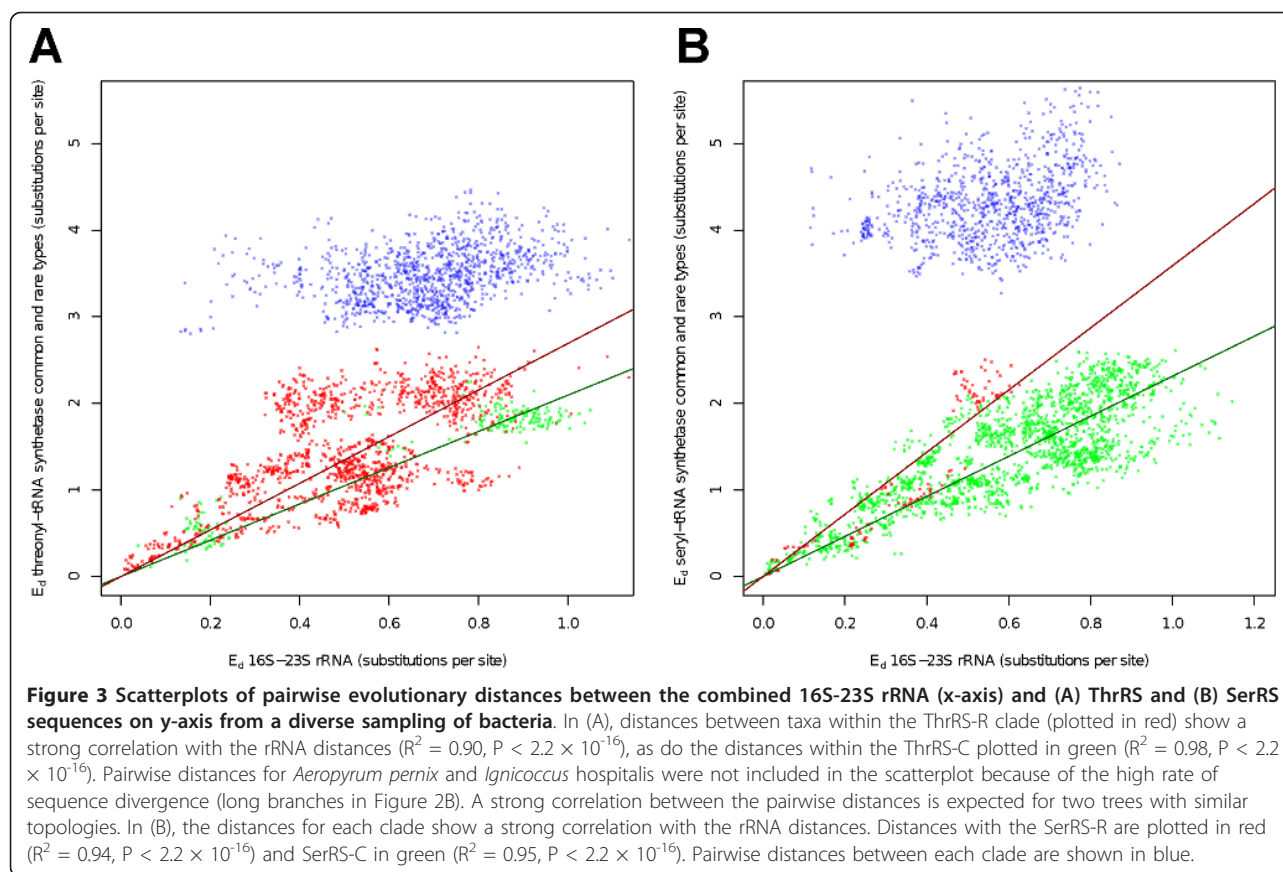 A
B
E_d threonyl-tRNA synthetase common and rare types (substitutions per site)
5
4
3
2
1
0
0.0 0.2 0.4 0.6 0.8 1.0
E_d 16S-23S rRNA (substitutions per site)
E_d seryl-tRNA synthetase common and rare types (substitutions per site)
5
4
3
2
1
0
0.0 0.2 0.4 0.6 0.8 1.0 1.2
E_d 16S-23S rRNA (substitutions per site)
Figure 3 Scatterplots of pairwise evolutionary distances between the combined 16S-23S rRNA (x-axis) and (A) ThrRS and (B) SerRS
sequences on y-axis from a diverse sampling of bacteria. In (A), distances between taxa within the ThrRS-R clade (plotted in red) show a
strong correlation with the rRNA distances (R² = 0.90, P < 2.2 × 10⁻¹⁶), as do the distances within the ThrRS-C plotted in green (R² = 0.98, P < 2.2
× 10⁻¹⁶). Pairwise distances for Aeropyrum pernix and Ignicoccus hospitalis were not included in the scatterplot because of the high rate of
sequence divergence (long branches in Figure 2B). A strong correlation between the pairwise distances is expected for two trees with similar
topologies. In (B), the distances for each clade show a strong correlation with the rRNA distances. Distances with the SerRS-R are plotted in red
(R² = 0.94, P < 2.2 × 10⁻¹⁶) and SerRS-C in green (R² = 0.95, P < 2.2 × 10⁻¹⁶). Pairwise distances between each clade are shown in blue.